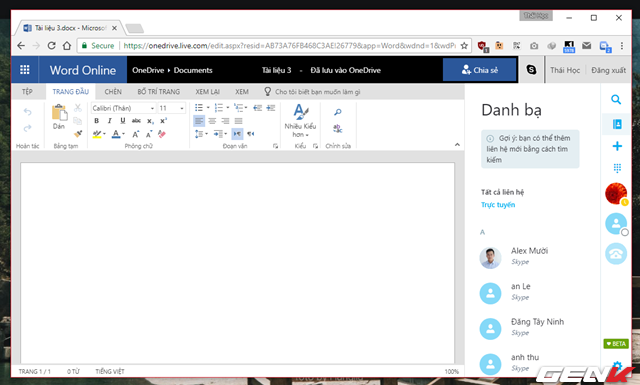 Thái Học
Tài liệu 3.docx - Micros
Secure
https://onedrive.live.com/edit.aspx?resid=AB73A76FB468C3AE!26779&app=Word&wdnd=1&wdPr
Word Online
OneDrive
Documents
Tài liệu 3 - Đã lưu vào OneDrive
Chia sẻ
Thái Học
Đăng xuất
TỆP
TRANG ĐẦU
CHÈN
BỐ TRÍ TRANG
XEM LẠI
XEM
Cho tôi biết bạn muốn làm gì
Dán
Calibri (Thân)
11
Nhiều Kiểu hơn
Hoàn tác
Bảng tạm
Phông chữ
Đoạn văn
Kiểu
Chỉnh sửa
Danh bạ
Gợi ý: bạn có thể thêm
liên hệ mới bằng cách tìm
kiếm
Tất cả liên hệ
Trực tuyến
A
Alex Mười
Skype
an Le
Skype
Đặng Tây Ninh
Skype
anh thu
Skype
BETA
TRANG 1 / 1
0 TỪ
TIẾNG VIỆT
100%
GENK